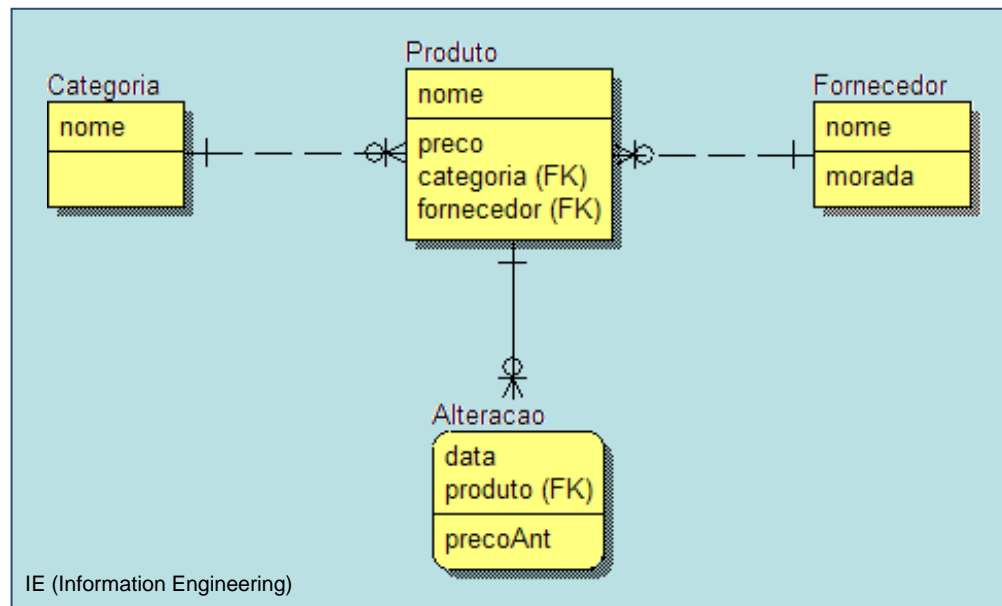 Produto
nome
preco
categoria (FK)
fornecedor (FK)
Categoria
nome
Fornecedor
nome
morada
Alteracao
data
produto (FK)
precoAnt
IE (Information Engineering)